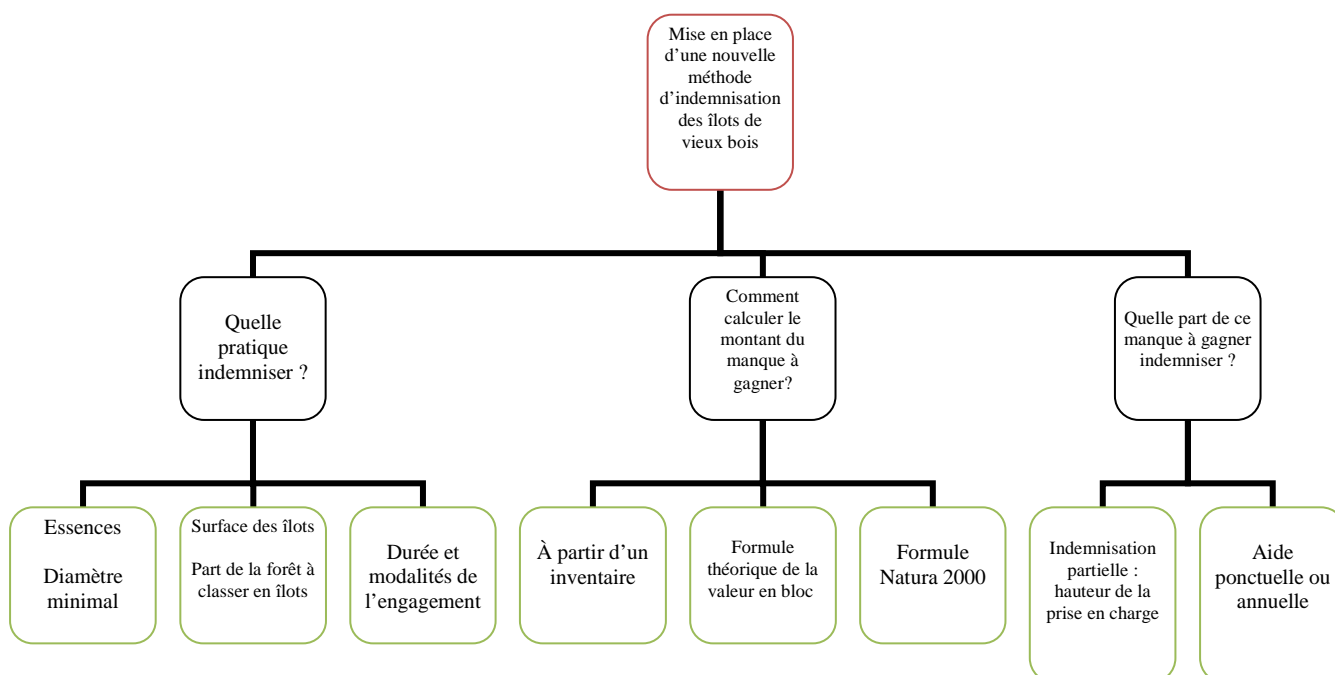 Mise en place
d’une nouvelle
méthode
d’indemnisation
des îlots de
vieux bois
Quelle
pratique
indemniser ?
Comment
calculer le
montant du
manque à
gagner?
Quelle part de ce
manque à gagner
indemniser ?
Essences
Diamètre
minimal
Surface des îlots
Part de la forêt à
classer en îlots
Durée et
modalités de
l’engagement
À partir d’un
inventaire
Formule
théorique de la
valeur en bloc
Formule
Natura 2000
Indemnisation
partielle :
hauteur de la
prise en charge
Aide
ponctuelle ou
annuelle